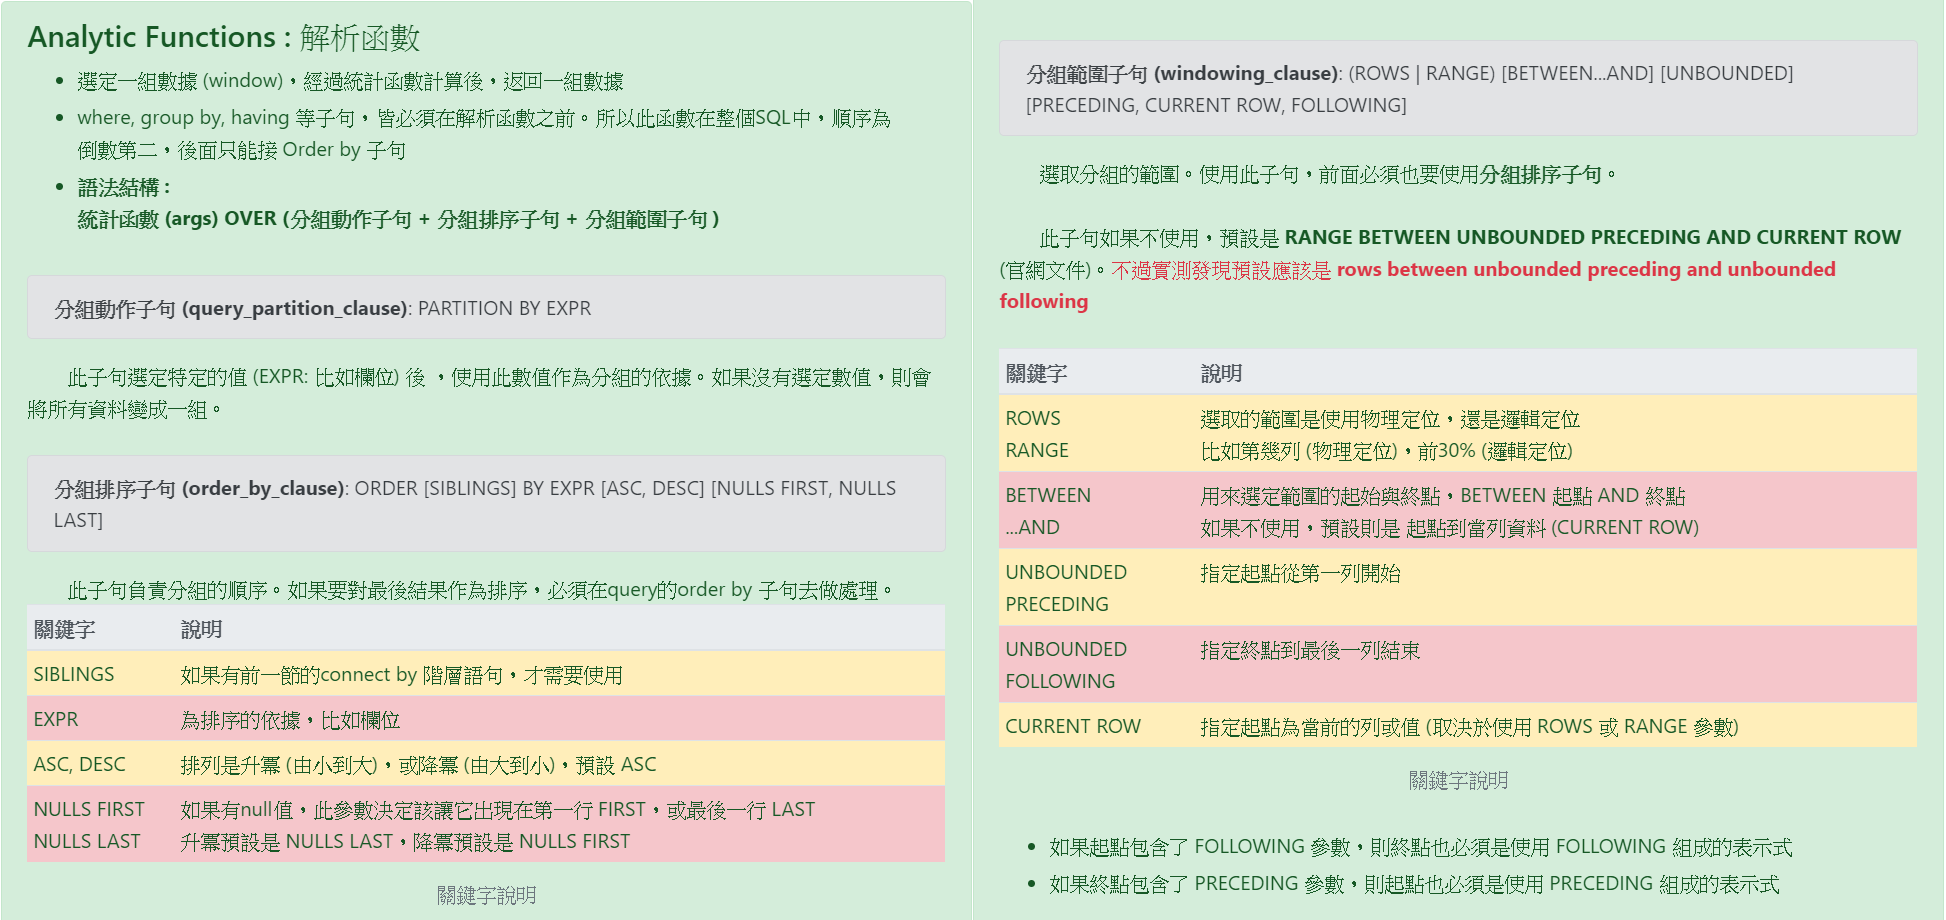 Analytic Functions : 解析函數
選定一組數據 (window)，經過統計函數計算後，返回一組數據
where, group by, having 等子句，皆必須在解析函數之前。所以此函數在整個SQL中，順序為
倒數第二，後面只能接 Order by 子句
語法結構 :
統計函數 (args) OVER (分組動作子句 + 分組排序子句 + 分組範圍子句 )
分組動作子句 (query_partition_clause): PARTITION BY EXPR
此子句選定特定的值 (EXPR: 比如欄位) 後 ，使用此數值作為分組的依據。如果沒有選定數值，則會
將所有資料變成一組。
分組排序子句 (order_by_clause): ORDER [SIBLINGS] BY EXPR [ASC, DESC] [NULLS FIRST, NULLS
LAST]
此子句負責分組的順序。如果要對最後結果作為排序，必須在query的order by 子句去做處理。
關鍵字 說明
SIBLINGS 如果有前一節的connect by 階層語句，才需要使用
EXPR 為排序的依據，比如欄位
ASC, DESC 排列是升冪 (由小到大)，或降冪 (由大到小)，預設 ASC
NULLS FIRST 如果有null值，此參數決定該讓它出現在第一行 FIRST，或最後一行 LAST
NULLS LAST 升冪預設是 NULLS LAST，降冪預設是 NULLS FIRST
關鍵字說明
分組範圍子句 (windowing_clause): (ROWS | RANGE) [BETWEEN...AND] [UNBOUNDED]
[PRECEDING, CURRENT ROW, FOLLOWING]
選取分組的範圍。使用此子句，前面必須也要使用分組排序子句。
此子句如果不使用，預設是 RANGE BETWEEN UNBOUNDED PRECEDING AND CURRENT ROW
(官網文件)。不過實測發現預設應該是 rows between unbounded preceding and unbounded
following
關鍵字 說明
ROWS 選取的範圍是使用物理定位，還是邏輯定位
RANGE 比如第幾列 (物理定位)，前30% (邏輯定位)
BETWEEN 用來選定範圍的起始與終點，BETWEEN 起點 AND 終點
...AND 如果不使用，預設則是 起點到當列資料 (CURRENT ROW)
UNBOUNDED 指定起點從第一列開始
PRECEDING
UNBOUNDED 指定終點到最後一列結束
FOLLOWING
CURRENT ROW 指定起點為當前的列或值 (取決於使用 ROWS 或 RANGE 參數)
關鍵字說明
如果起點包含了 FOLLOWING 參數，則終點也必須是使用 FOLLOWING 組成的表示式
如果終點包含了 PRECEDING 參數，則起點也必須是使用 PRECEDING 組成的表示式